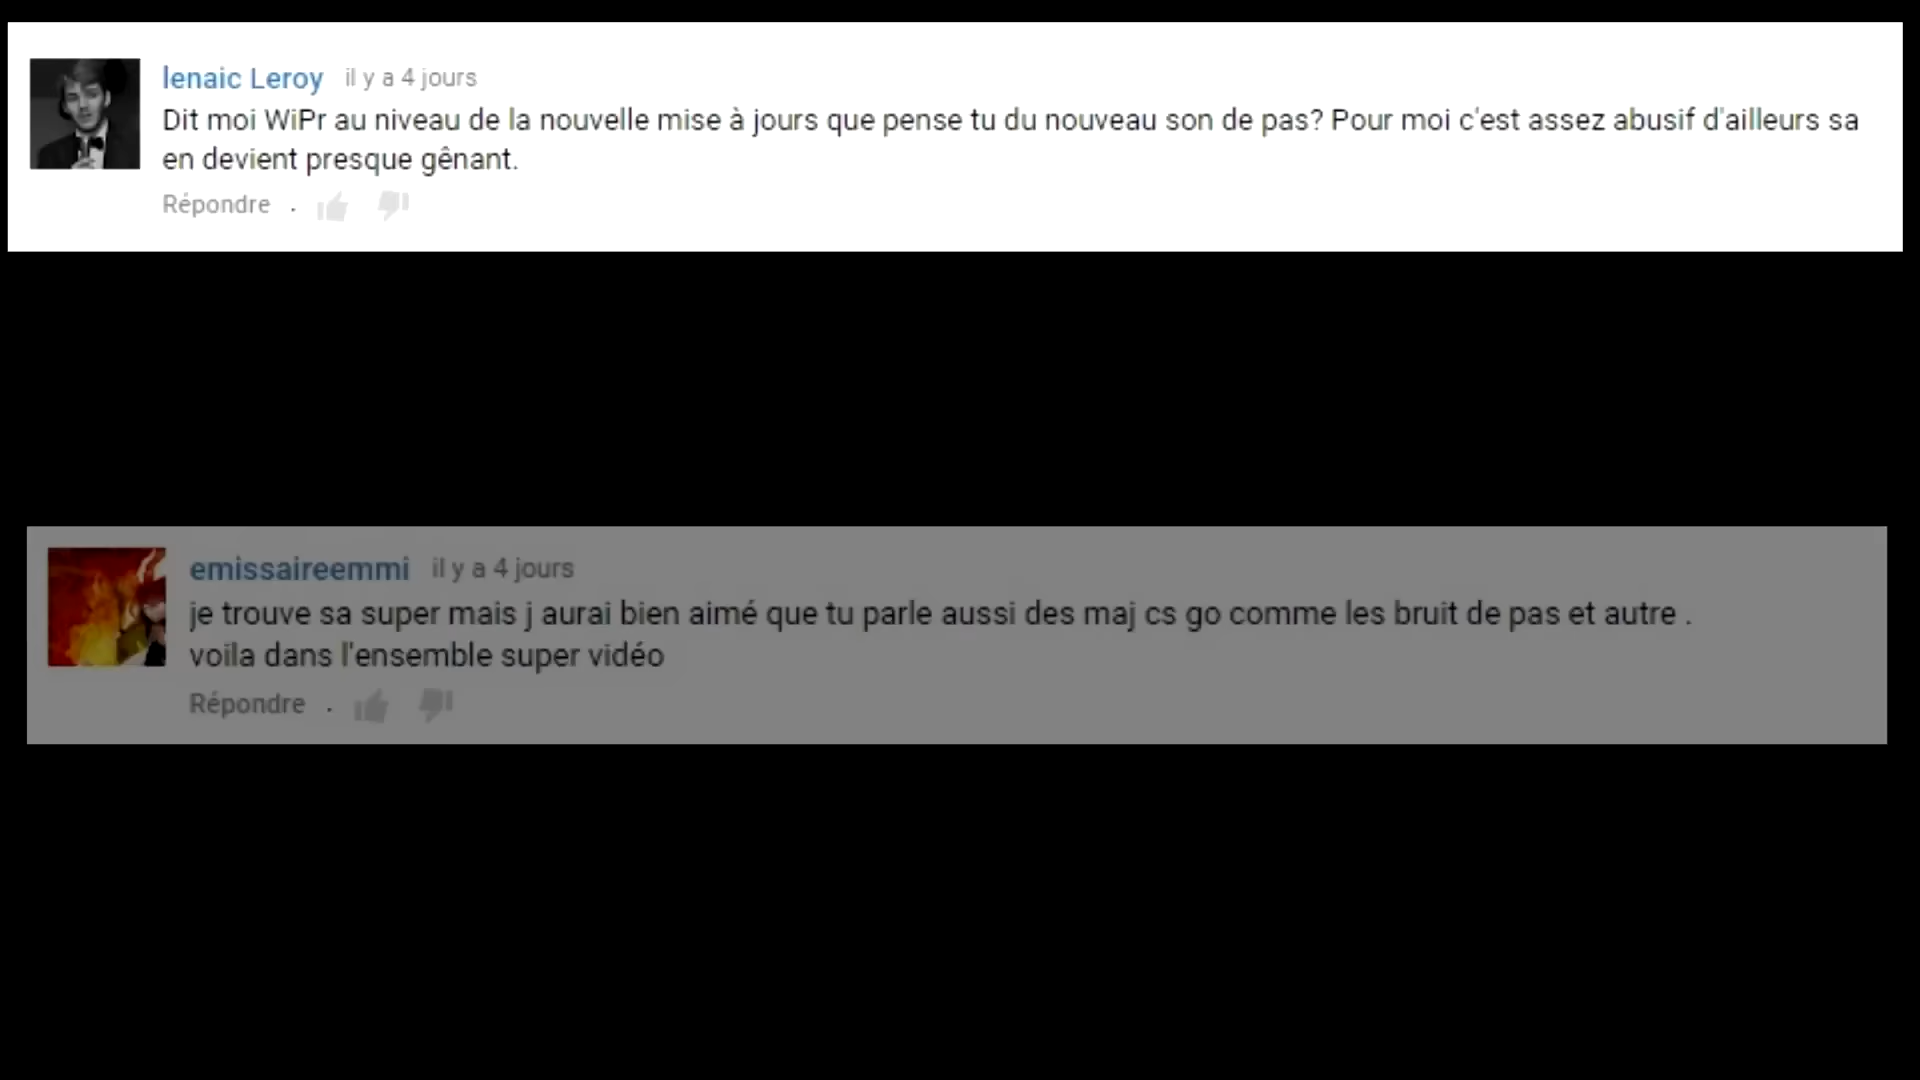 lenaic Leroy il y a 4 jours
Dit moi WiPr au niveau de la nouvelle mise à jours que pense tu du nouveau son de pas? Pour moi c'est assez abusif d'ailleurs sa
en devient presque gênant.
Répondre .
emissaireemmi il y a 4 jours
je trouve sa super mais j aurai bien aimé que tu parle aussi des maj cs go comme les bruit de pas et autre .
voila dans l'ensemble super vidéo
Répondre .